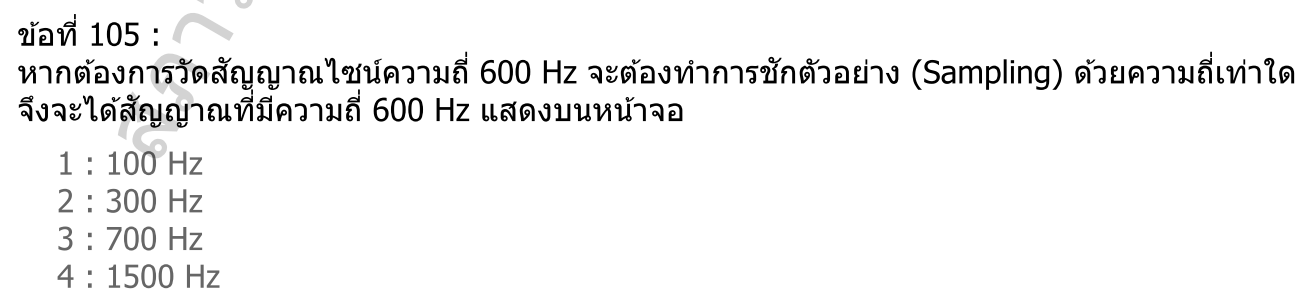 ข้อที่ 105 :
หากต้องการวัดสัญญาณไซน์ความถี่ 600 Hz จะต้องทำการชักตัวอย่าง (Sampling) ด้วยความถี่เท่าใด
จึงจะได้สัญญาณที่มีความถี่ 600 Hz แสดงบนหน้าจอ
1 : 100 Hz
2 : 300 Hz
3 : 700 Hz
4 : 1500 Hz